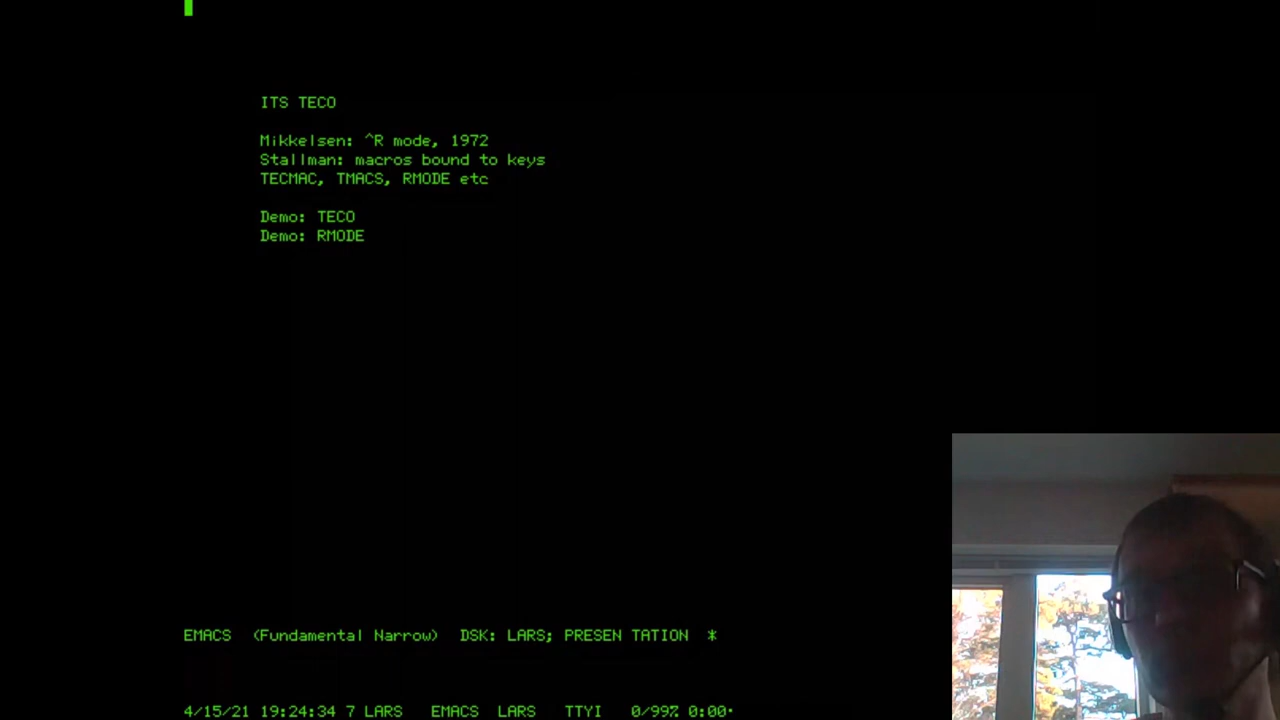 ITS TECO
Mikkelsen: ^R mode, 1972
Stallman: macros bound to keys
TECMAC, TMACS, RMODE etc
Demo: TECO
Demo: RMODE
EMACS  (Fundamental Narrow)  DSK: LARS; PRESEN TATION  *
4/15/21 19:24:34 7 LARS   EMACS  LARS   TTYI   0/99% 0:00·